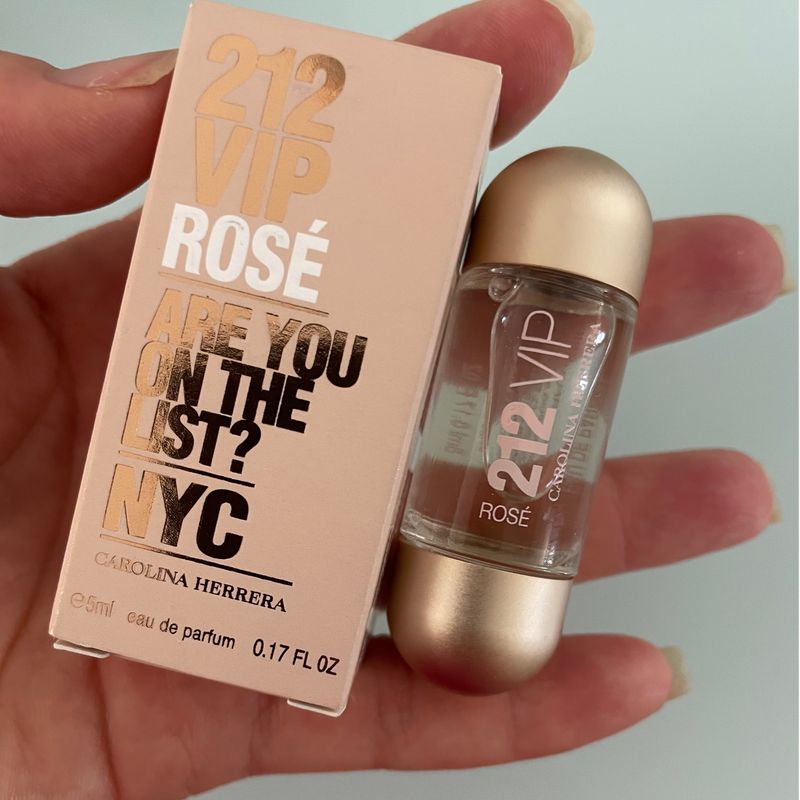 212
VIP
ROSÉ
ARE YOU
ON THE
LIST?
NYC
CAROLINA HERRERA
℮5ml eau de parfum 0.17 FL OZ
212 VIP
ROSÉ
CAROLINA HERRERA